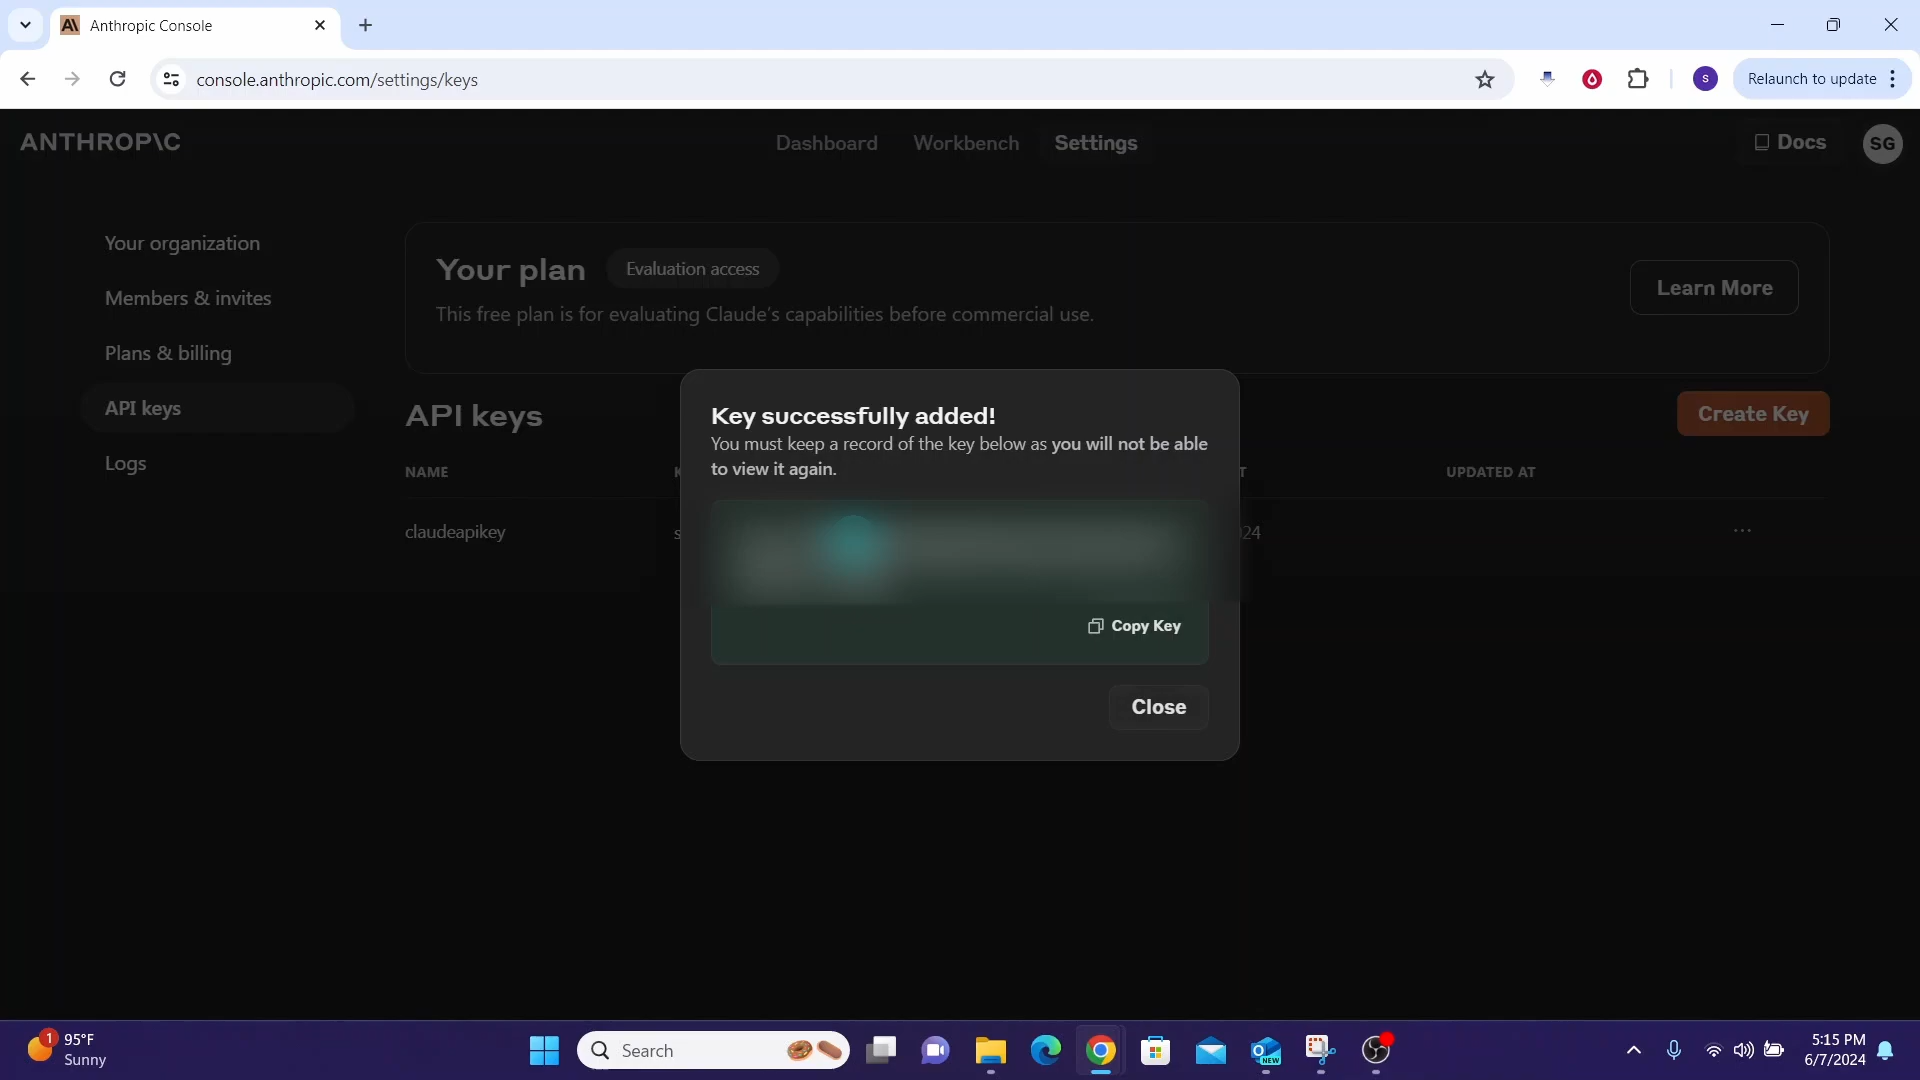 Anthropic Console
console.anthropic.com/settings/keys
S
Relaunch to update
ANTHROP\C
Dashboard
Workbench
Settings
Docs
SG
Your organization
Members & invites
Plans & billing
API keys
Logs
Your plan
Evaluation access
This free plan is for evaluating Claude's capabilities before commercial use.
Learn More
API keys
Create Key
NAME
UPDATED AT
claudeapikey
24
...
Key successfully added!
You must keep a record of the key below as you will not be able
to view it again.
Copy Key
Close
1
95°F
Sunny
Search
NEW
5:15 PM
6/7/2024